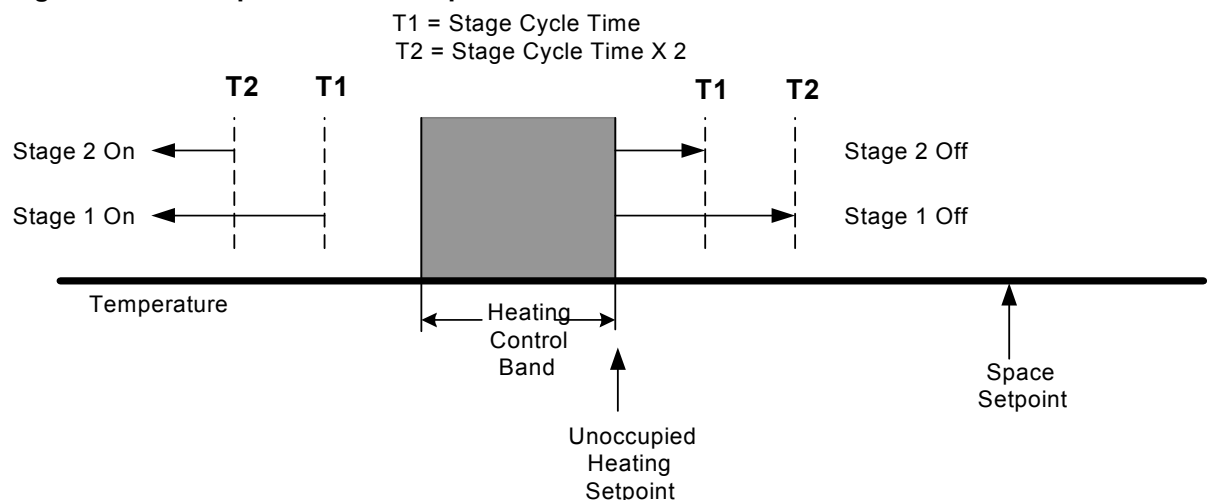 T1 = Stage Cycle Time
T2 = Stage Cycle Time X 2
T2 T1 T1 T2
Stage 2 On Stage 2 Off
Stage 1 On Stage 1 Off
Temperature
Heating
Control
Band
Space
Setpoint
Unoccupied
Heating
Setpoint